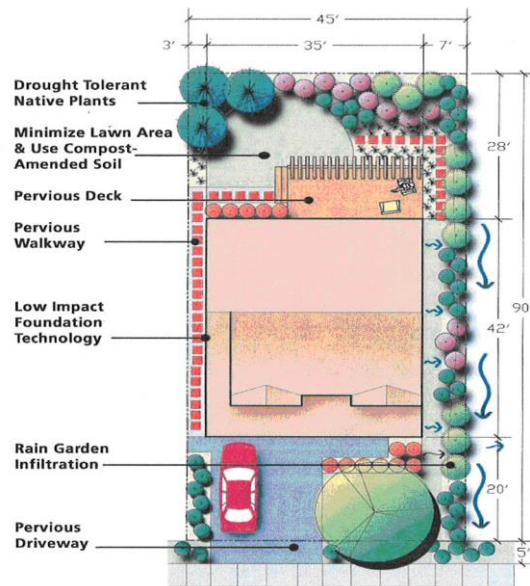 45'
3'
35'
7'
Drought Tolerant
Native Plants
Minimize Lawn Area
& Use Compost-
Amended Soil
28'
Pervious Deck
Pervious
Walkway
Low Impact
Foundation
Technology
42'
90
Rain Garden
Infiltration
20'
Pervious
Driveway
5'